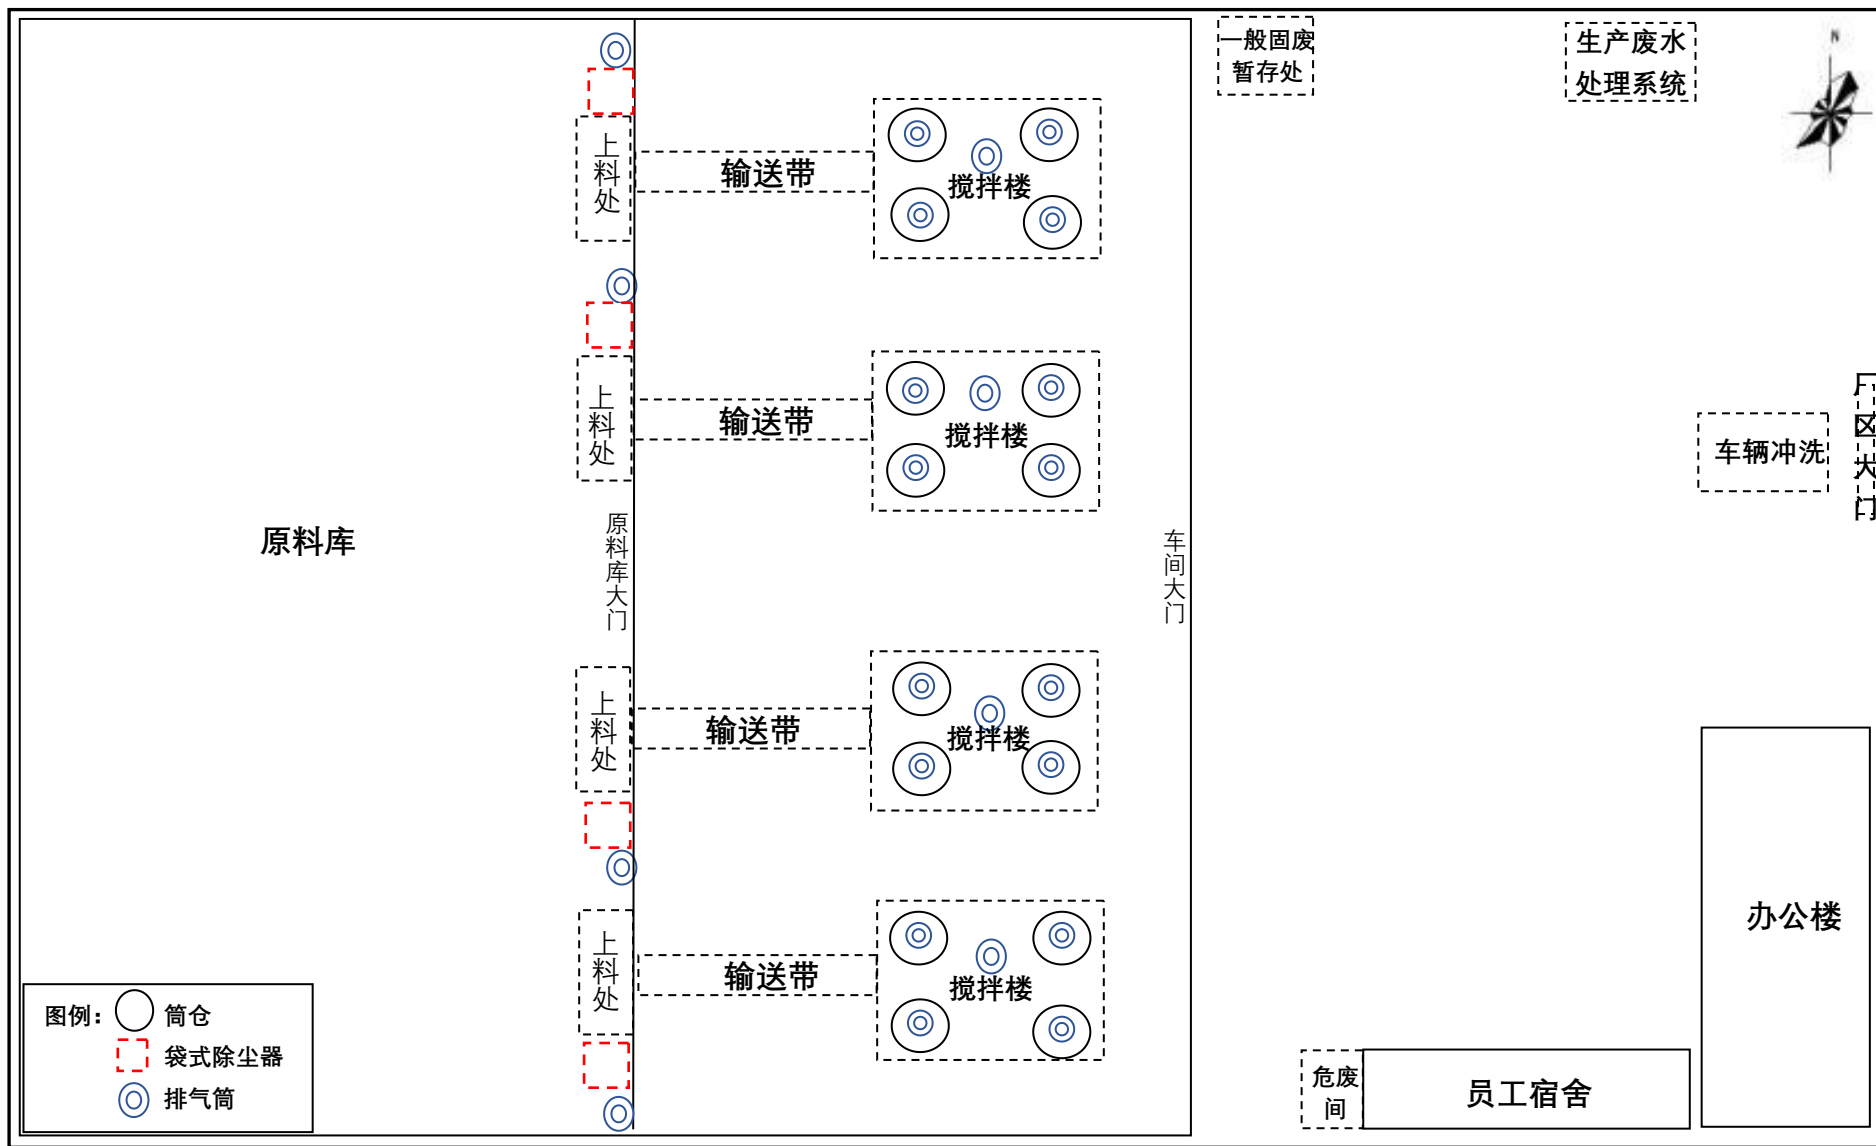 一般固废
暂存处
生产废水
处理系统
N
上料处
输送带
搅拌楼
上料处
输送带
搅拌楼
车辆冲洗
厂区大门
原料库
原料库大门
车间大门
上料处
输送带
搅拌楼
办公楼
上料处
输送带
搅拌楼
图例：
筒仓
袋式除尘器
排气筒
危废
间
员工宿舍